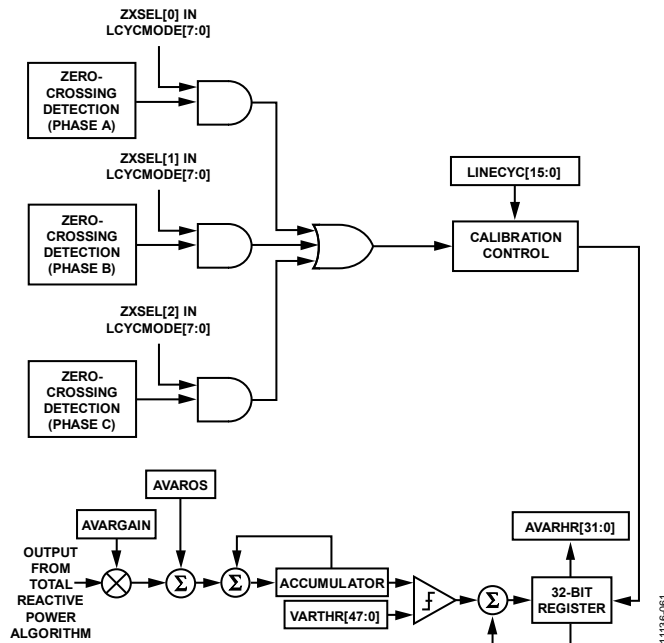 ZXSEL[0] IN
LCYCMODE[7:0]
ZERO-
CROSSING
DETECTION
(PHASE A)
ZXSEL[1] IN
LCYCMODE[7:0]
ZERO-
CROSSING
DETECTION
(PHASE B)
LINECYC[15:0]
CALIBRATION
CONTROL
ZXSEL[2] IN
LCYCMODE[7:0]
ZERO-
CROSSING
DETECTION
(PHASE C)
AVAROS
AVARGAIN
AVARHR[31:0]
OUTPUT
FROM
TOTAL
REACTIVE
POWER
ALGORITHM
Σ
Σ
ACCUMULATOR
VARTHR[47:0]
Σ
32-BIT
REGISTER
11136-061